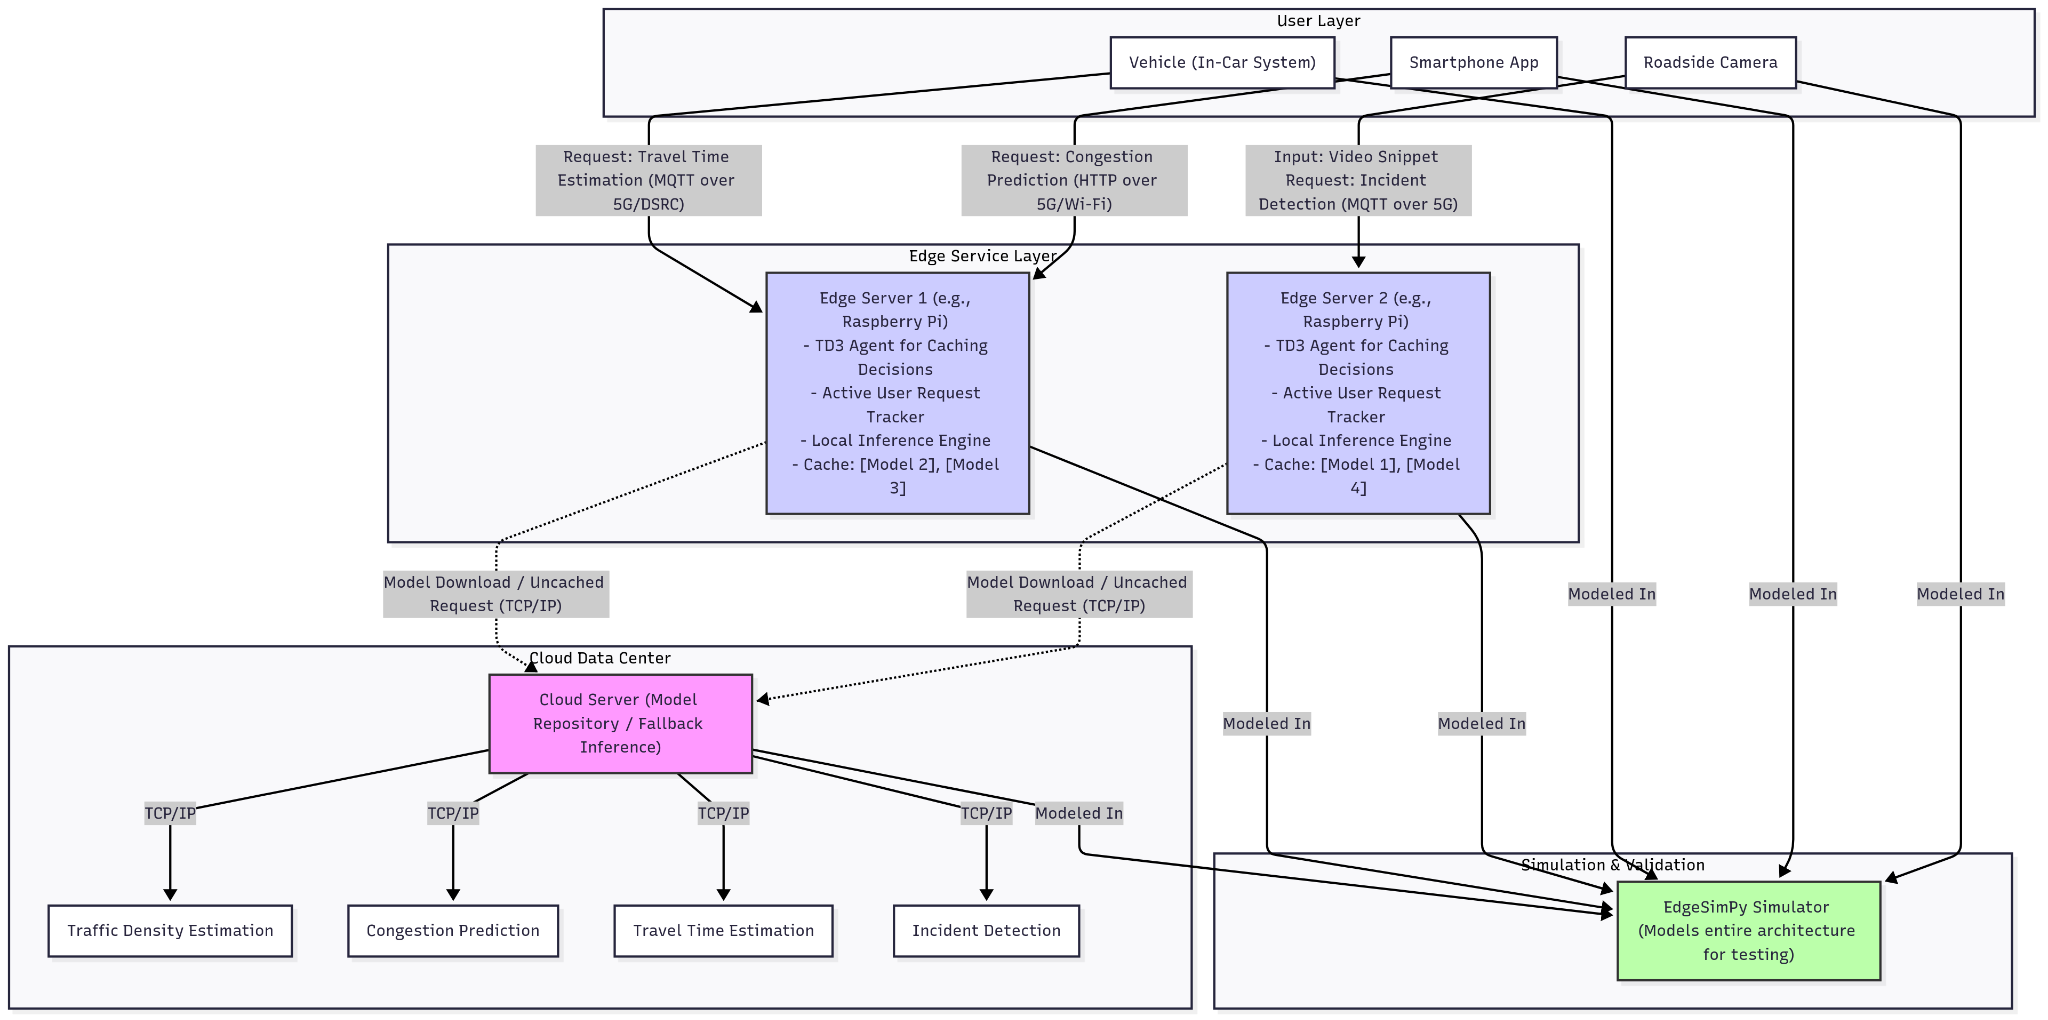 User Layer
Vehicle (In-Car System)
Smartphone App
Roadside Camera
Request: Travel Time
Estimation (MQTT over
5G/DSRC)
Request: Congestion
Prediction (HTTP over
5G/Wi-Fi)
Input: Video Snippet
Request: Incident
Detection (MQTT over 5G)
Edge Service Layer
Edge Server 1 (e.g.,
Raspberry Pi)
- TD3 Agent for Caching
Decisions
- Active User Request
Tracker
- Local Inference Engine
- Cache: [Model 2], [Model
3]
Edge Server 2 (e.g.,
Raspberry Pi)
- TD3 Agent for Caching
Decisions
- Active User Request
Tracker
- Local Inference Engine
- Cache: [Model 1], [Model
4]
Model Download / Uncached
Request (TCP/IP)
Model Download / Uncached
Request (TCP/IP)
Modeled In
Modeled In
Modeled In
Cloud Data Center
Cloud Server (Model
Repository / Fallback
Inference)
Modeled In
Modeled In
TCP/IP
TCP/IP
TCP/IP
TCP/IP
Modeled In
Simulation & Validation
Traffic Density Estimation
Congestion Prediction
Travel Time Estimation
Incident Detection
EdgeSimPy Simulator
(Models entire architecture
for testing)